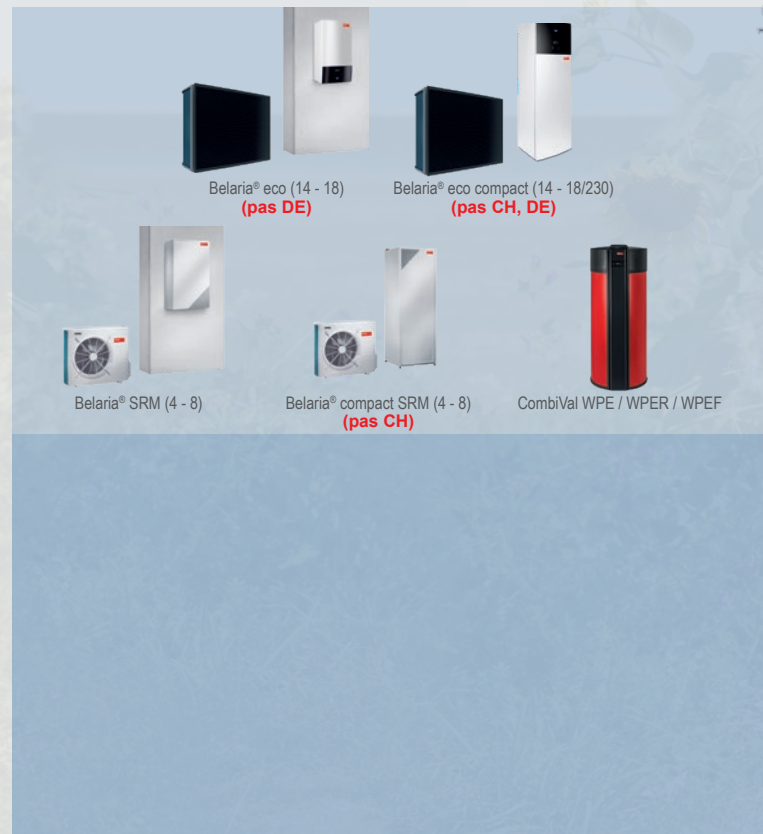 Belaria® eco (14 - 18)
(pas DE)
Belaria® eco compact (14 - 18/230)
(pas CH, DE)
Belaria® SRM (4 - 8)
Belaria® compact SRM (4 - 8)
(pas CH)
CombiVal WPE / WPER / WPEF